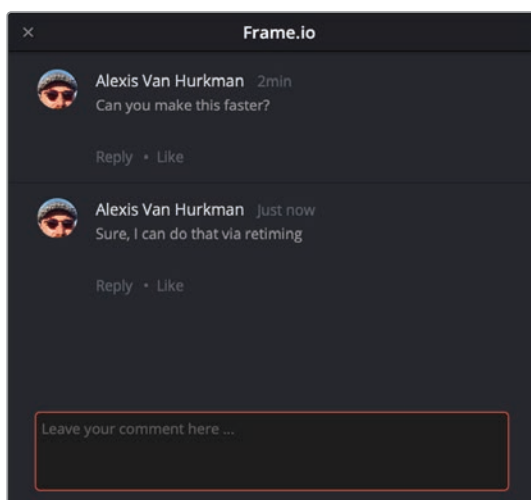 × Frame.io
Alexis Van Hurkman 2min
Can you make this faster?
Reply • Like
Alexis Van Hurkman Just now
Sure, I can do that via retiming
Reply • Like
Leave your comment here ...